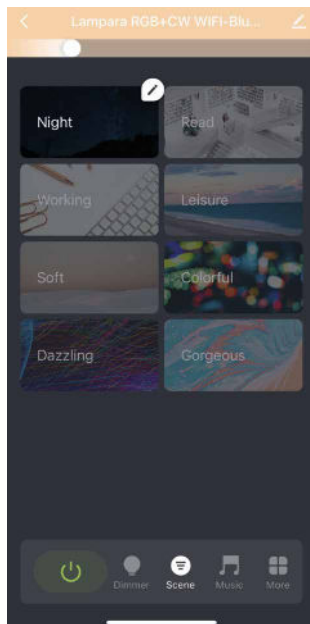 Lampara RGB+CW WIFI-Blu...
Night
Read
Working
Leisure
Soft
Colorful
Dazzling
Gorgeous
Dimmer
Scene
Music
More